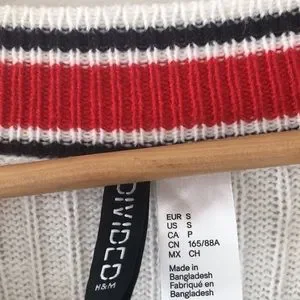 DIVIDED
H&M
EUR S
US S
CA P
CN 165/88A
MX CH
Made in
Bangladesh
Fabriqué en
Bangladesh